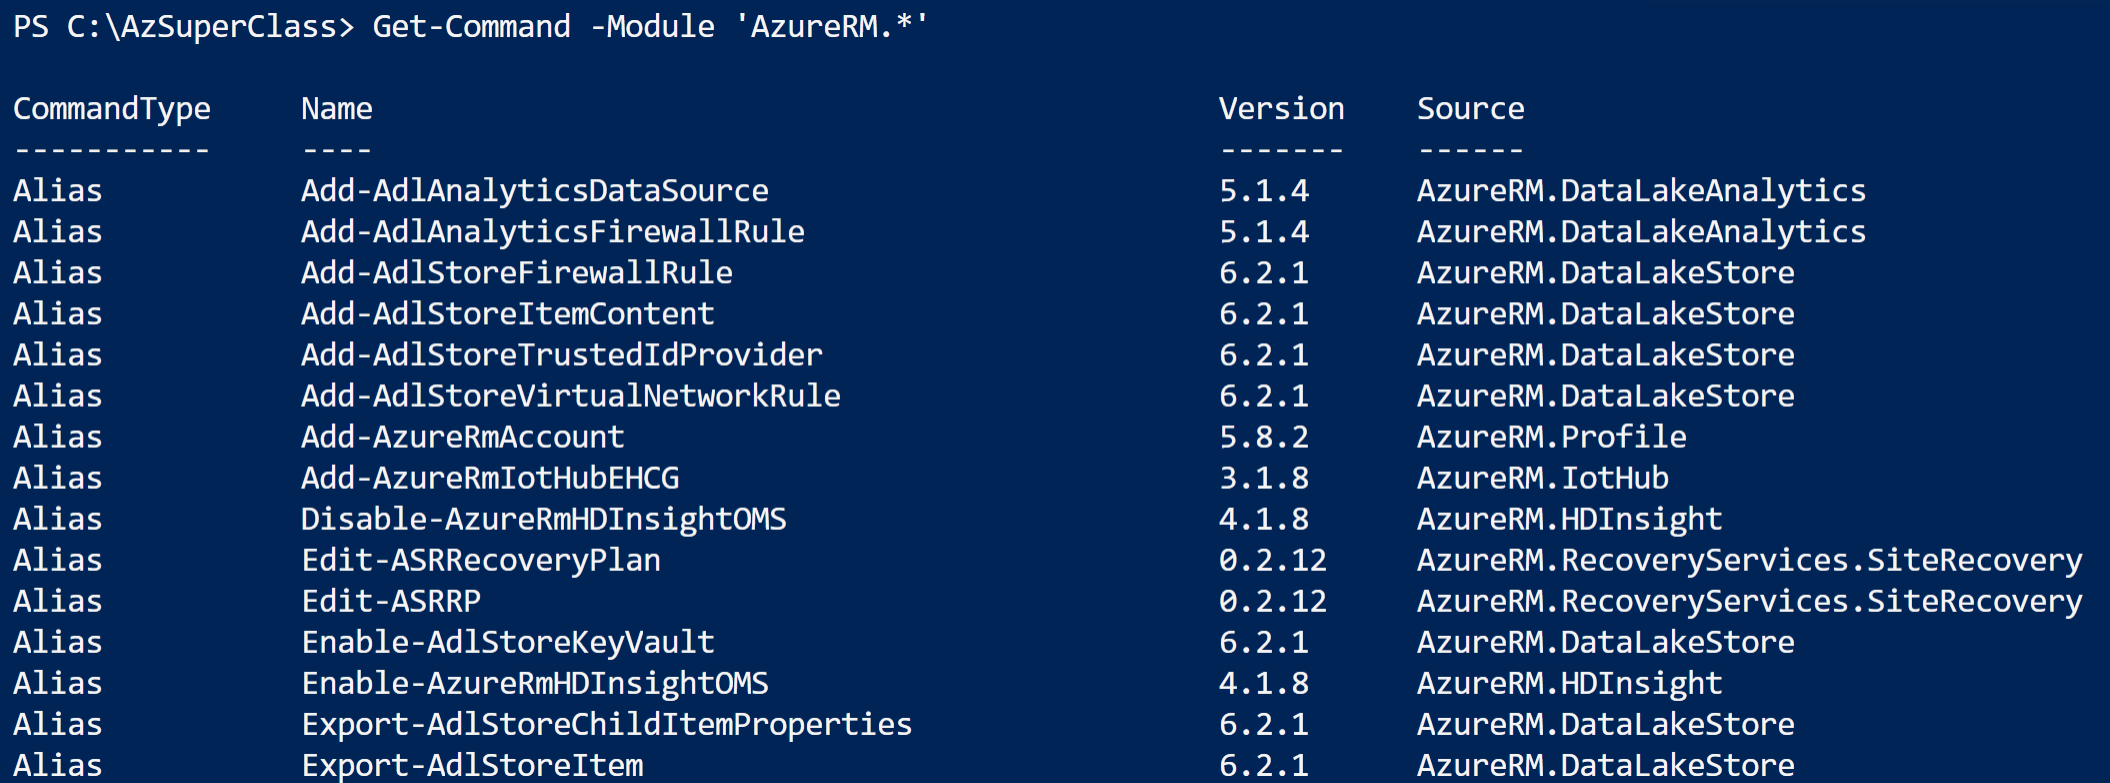 PS C:\AzSuperClass> Get-Command -Module 'AzureRM.*'
CommandType     Name                                               Version    Source
-----------     ----                                               -------    ------
Alias           Add-AdlAnalyticsDataSource                         5.1.4      AzureRM.DataLakeAnalytics
Alias           Add-AdlAnalyticsFirewallRule                       5.1.4      AzureRM.DataLakeAnalytics
Alias           Add-AdlStoreFirewallRule                           6.2.1      AzureRM.DataLakeStore
Alias           Add-AdlStoreItemContent                            6.2.1      AzureRM.DataLakeStore
Alias           Add-AdlStoreTrustedIdProvider                      6.2.1      AzureRM.DataLakeStore
Alias           Add-AdlStoreVirtualNetworkRule                     6.2.1      AzureRM.DataLakeStore
Alias           Add-AzureRmAccount                                 5.8.2      AzureRM.Profile
Alias           Add-AzureRmIotHubEHCG                              3.1.8      AzureRM.IotHub
Alias           Disable-AzureRmHDInsightOMS                        4.1.8      AzureRM.HDInsight
Alias           Edit-ASRRecoveryPlan                               0.2.12     AzureRM.RecoveryServices.SiteRecovery
Alias           Edit-ASRRP                                         0.2.12     AzureRM.RecoveryServices.SiteRecovery
Alias           Enable-AdlStoreKeyVault                            6.2.1      AzureRM.DataLakeStore
Alias           Enable-AzureRmHDInsightOMS                         4.1.8      AzureRM.HDInsight
Alias           Export-AdlStoreChildItemProperties                 6.2.1      AzureRM.DataLakeStore
Alias           Export-AdlStoreItem                                6.2.1      AzureRM.DataLakeStore